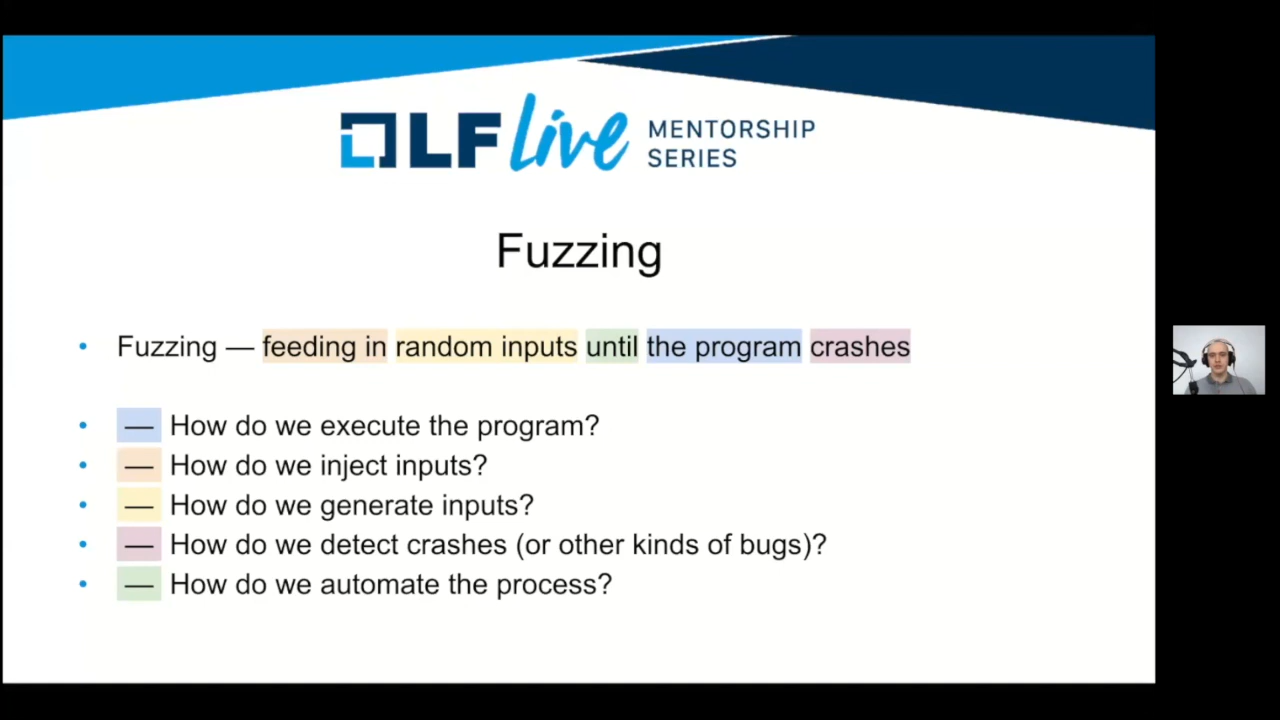 LF Live MENTORSHIP
SERIES
Fuzzing
• Fuzzing — feeding in random inputs until the program crashes
• — How do we execute the program?
• — How do we inject inputs?
• — How do we generate inputs?
• — How do we detect crashes (or other kinds of bugs)?
• — How do we automate the process?